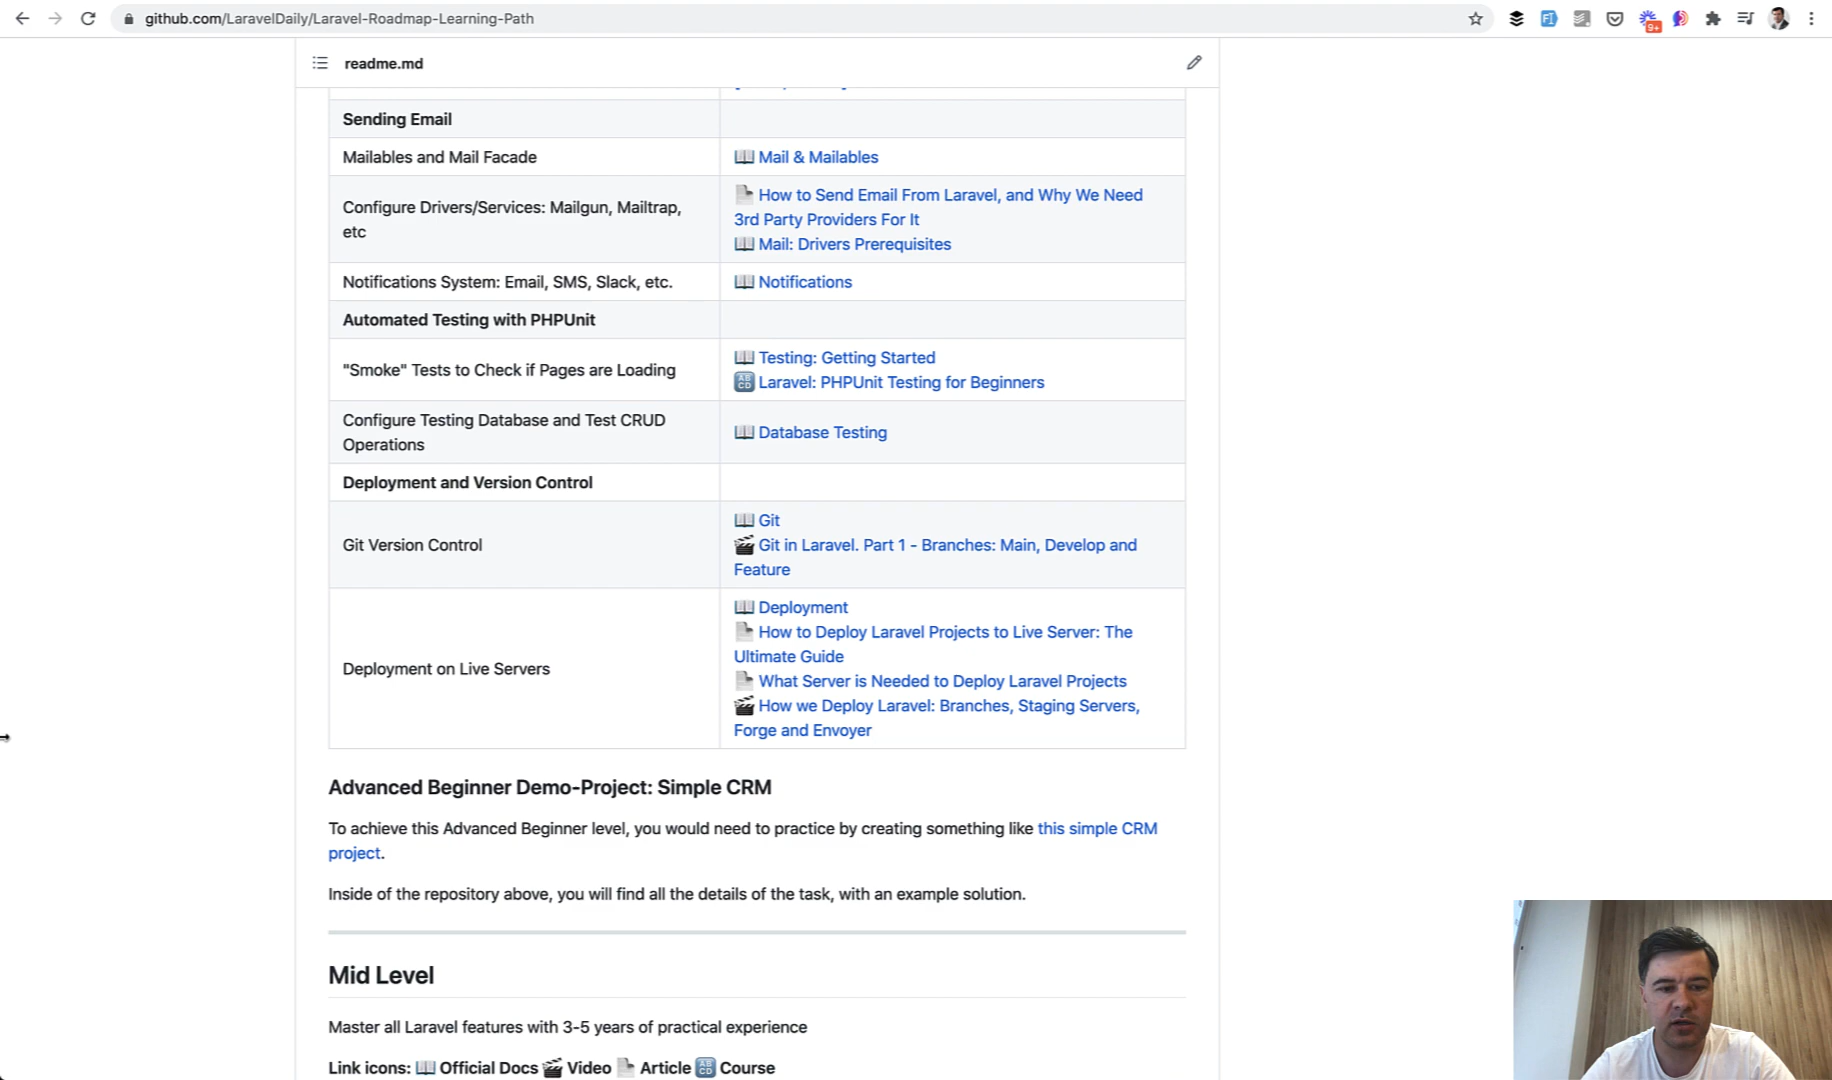 github.com/LaravelDaily/Laravel-Roadmap-Learning-Path
9+
readme.md
Sending Email
Mailables and Mail Facade
Mail & Mailables
Configure Drivers/Services: Mailgun, Mailtrap,
etc
How to Send Email From Laravel, and Why We Need
3rd Party Providers For It
Mail: Drivers Prerequisites
Notifications System: Email, SMS, Slack, etc.
Notifications
Automated Testing with PHPUnit
"Smoke" Tests to Check if Pages are Loading
Testing: Getting Started
Laravel: PHPUnit Testing for Beginners
Configure Testing Database and Test CRUD
Operations
Database Testing
Deployment and Version Control
Git Version Control
Git
Git in Laravel. Part 1 - Branches: Main, Develop and
Feature
Deployment on Live Servers
Deployment
How to Deploy Laravel Projects to Live Server: The
Ultimate Guide
What Server is Needed to Deploy Laravel Projects
How we Deploy Laravel: Branches, Staging Servers,
Forge and Envoyer
Advanced Beginner Demo-Project: Simple CRM
To achieve this Advanced Beginner level, you would need to practice by creating something like this simple CRM
project.
Inside of the repository above, you will find all the details of the task, with an example solution.
Mid Level
Master all Laravel features with 3-5 years of practical experience
Link icons: Official Docs Video Article Course